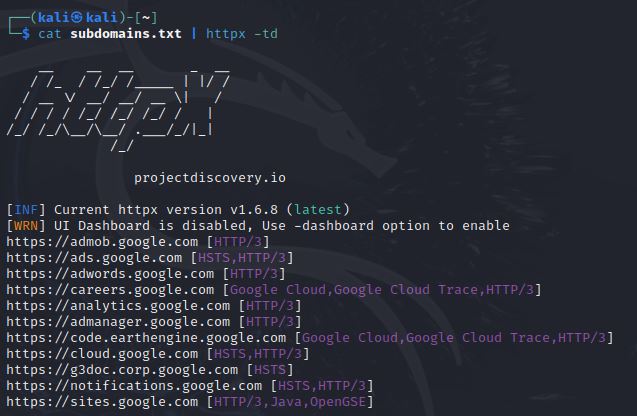 ┌──(kali㉿kali)-[~]
└─$ cat subdomains.txt | httpx -td
httpx
projectdiscovery.io
[INF] Current httpx version v1.6.8 (latest)
[WRN] UI Dashboard is disabled, Use -dashboard option to enable
https://admob.google.com [HTTP/3]
https://ads.google.com [HSTS,HTTP/3]
https://adwords.google.com [HTTP/3]
https://careers.google.com [Google Cloud,Google Cloud Trace,HTTP/3]
https://analytics.google.com [HTTP/3]
https://admanager.google.com [HTTP/3]
https://code.earthengine.google.com [Google Cloud,Google Cloud Trace,HTTP/3]
https://cloud.google.com [HSTS,HTTP/3]
https://g3doc.corp.google.com [HSTS]
https://notifications.google.com [HSTS,HTTP/3]
https://sites.google.com [HTTP/3,Java,OpenGSE]